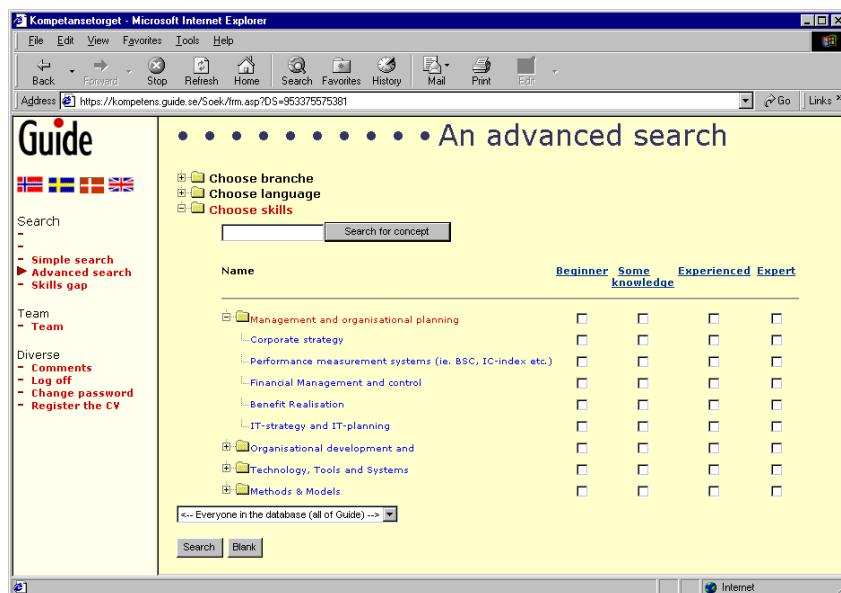 Kompetansetorget - Microsoft Internet Explorer
File Edit View Favorites Tools Help
Back Forward Stop Refresh Home Search Favorites History Mail Print Edit
Address https://kompetens.guide.se/Soek/frm.asp?DS=953375575381 Go Links »
Guide
An advanced search
Choose branche
Choose language
Choose skills
Search for concept
Search
Simple search
Advanced search
Skills gap
Team
Team
Diverse
Comments
Log off
Change password
Register the CV
Name Beginner Some knowledge Experienced Expert
Management and organisational planning
Corporate strategy
Performance measurement systems (ie. BSC, IC-index etc.)
Financial Management and control
Benefit Realisation
IT-strategy and IT-planning
Organisational development and
Technology, Tools and Systems
Methods & Models
<-- Everyone in the database (all of Guide) -->
Search Blank
Internet